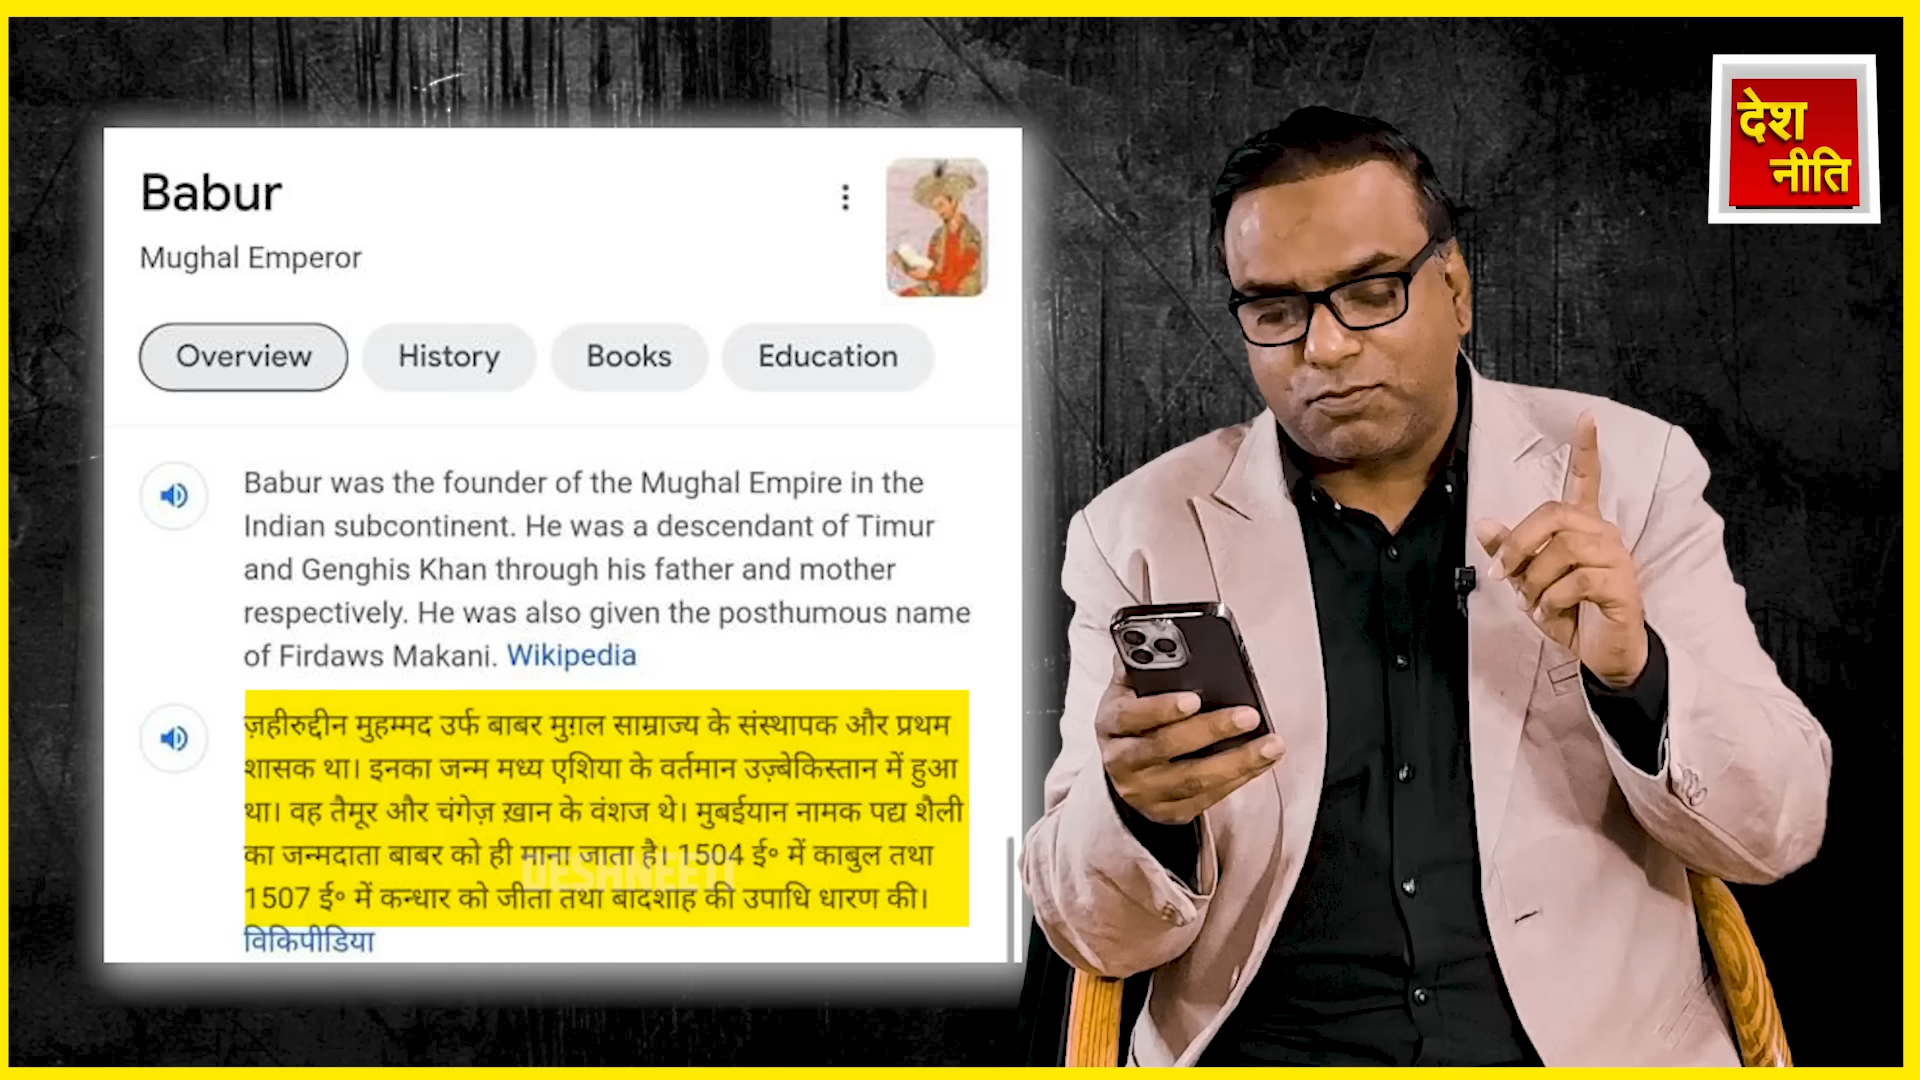 Babur
Mughal Emperor
Overview
History
Books
Education
Babur was the founder of the Mughal Empire in the
Indian subcontinent. He was a descendant of Timur
and Genghis Khan through his father and mother
respectively. He was also given the posthumous name
of Firdaws Makani. Wikipedia
ज़हीरुद्दीन मुहम्मद उर्फ बाबर मुग़ल साम्राज्य के संस्थापक और प्रथम
शासक था। इनका जन्म मध्य एशिया के वर्तमान उज़्बेकिस्तान में हुआ
था। वह तैमूर और चंगेज़ ख़ान के वंशज थे। मुबईयान नामक पद्य शैली
का जन्मदाता बाबर को ही माना जाता है। 1504 ई० में काबुल तथा
1507 ई० में कन्धार को जीता तथा बादशाह की उपाधि धारण की।
विकिपीडिया
DESHNEETI
देश
नीति